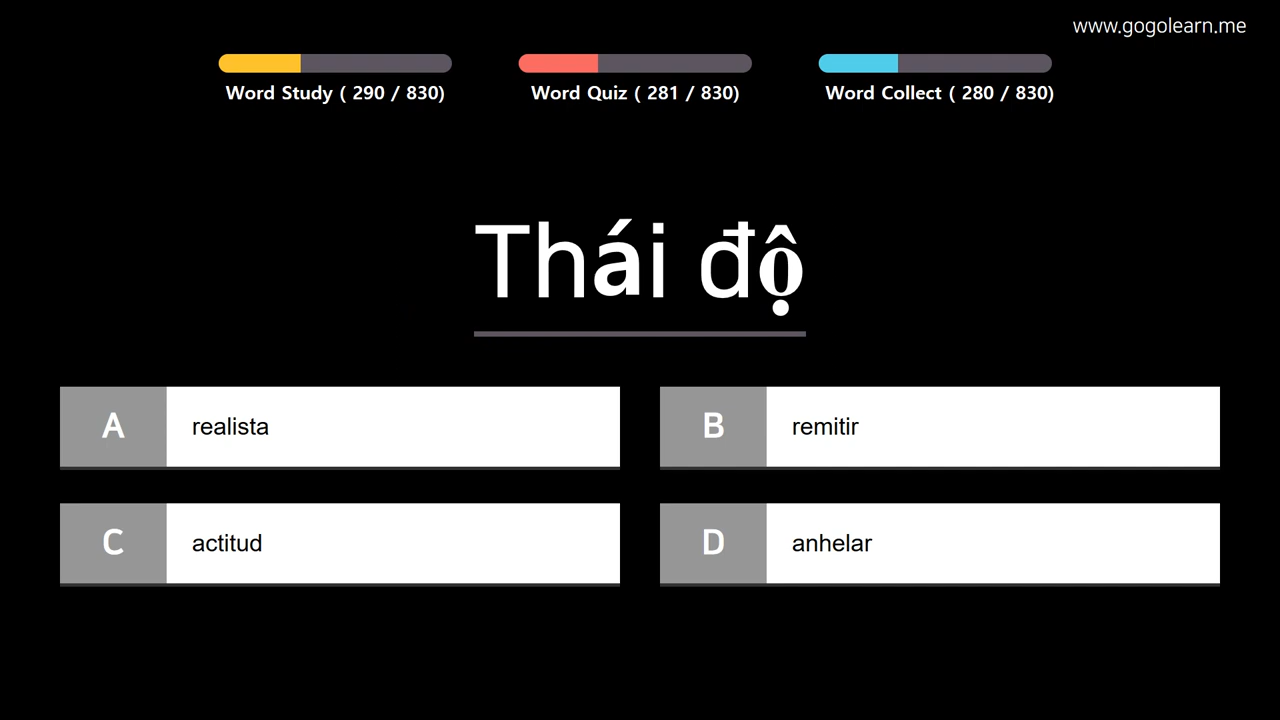 www.gogolearn.me
Word Study ( 290 / 830)
Word Quiz ( 281 / 830)
Word Collect ( 280 / 830)
Thái độ
A realista
B remitir
C actitud
D anhelar